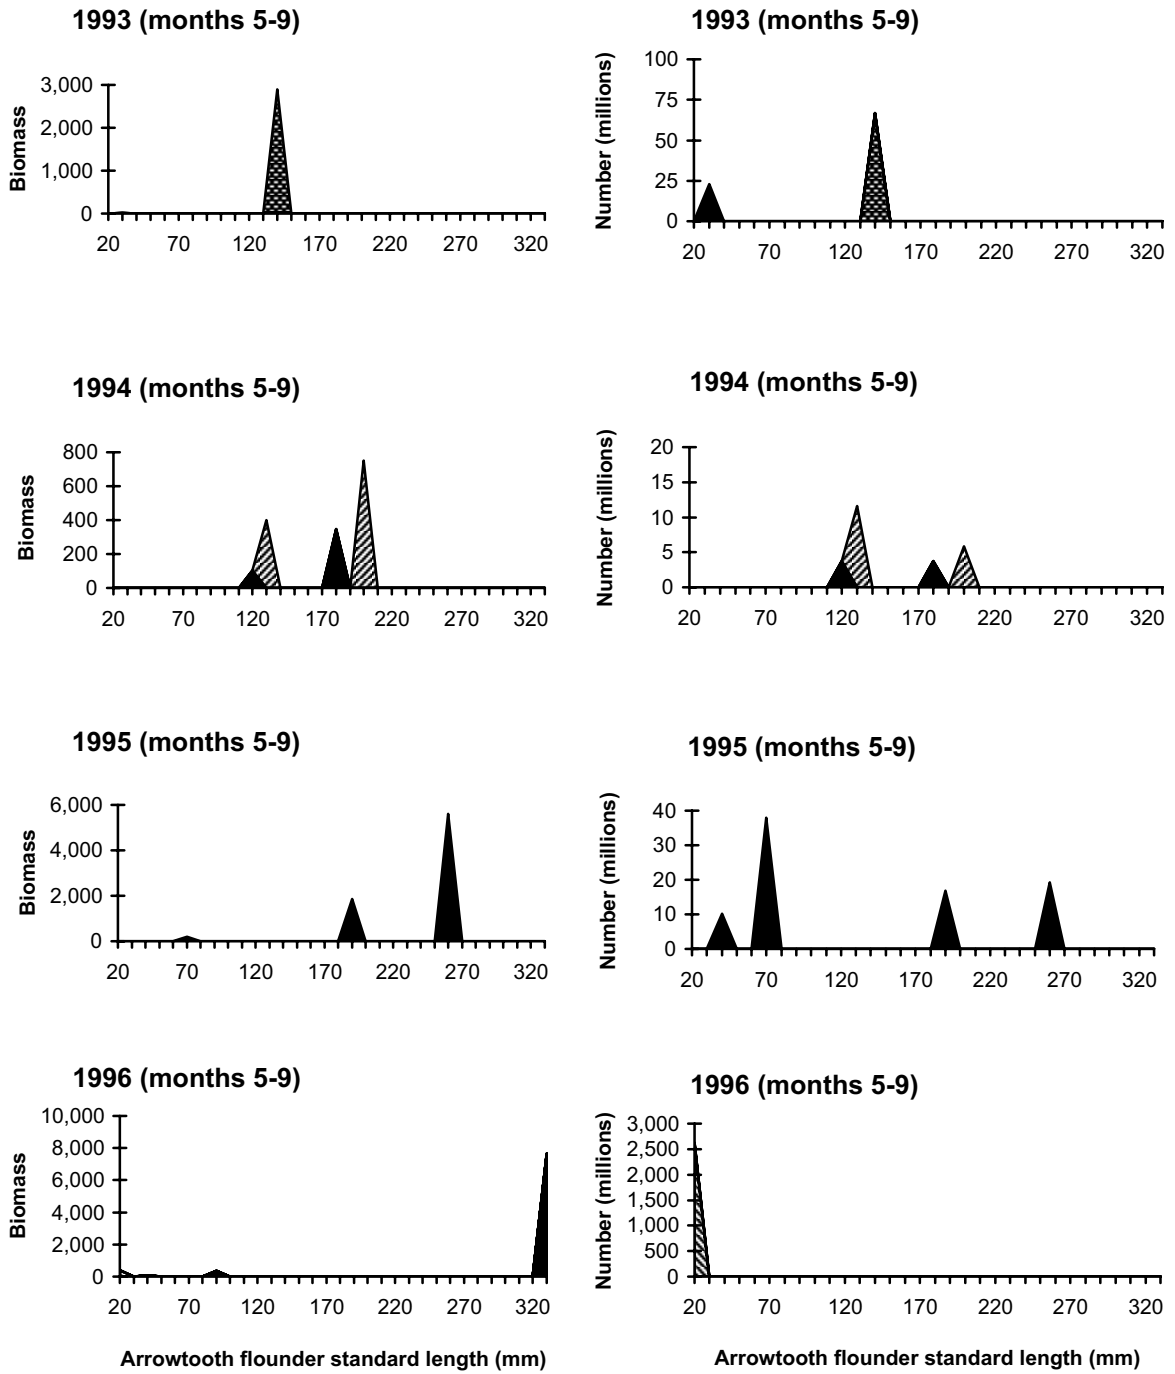 1993 (months 5-9)
Biomass
3,000
2,000
1,000
0
20 70 120 170 220 270 320
1993 (months 5-9)
Number (millions)
100
75
50
25
0
20 70 120 170 220 270 320
1994 (months 5-9)
Biomass
800
600
400
200
0
20 70 120 170 220 270 320
1994 (months 5-9)
Number (millions)
20
15
10
5
0
20 70 120 170 220 270 320
1995 (months 5-9)
Biomass
6,000
4,000
2,000
0
20 70 120 170 220 270 320
1995 (months 5-9)
Number (millions)
40
30
20
10
0
20 70 120 170 220 270 320
1996 (months 5-9)
Biomass
10,000
8,000
6,000
4,000
2,000
0
20 70 120 170 220 270 320
Arrowtooth flounder standard length (mm)
1996 (months 5-9)
Number (millions)
3,000
2,500
2,000
1,500
1,000
500
0
20 70 120 170 220 270 320
Arrowtooth flounder standard length (mm)